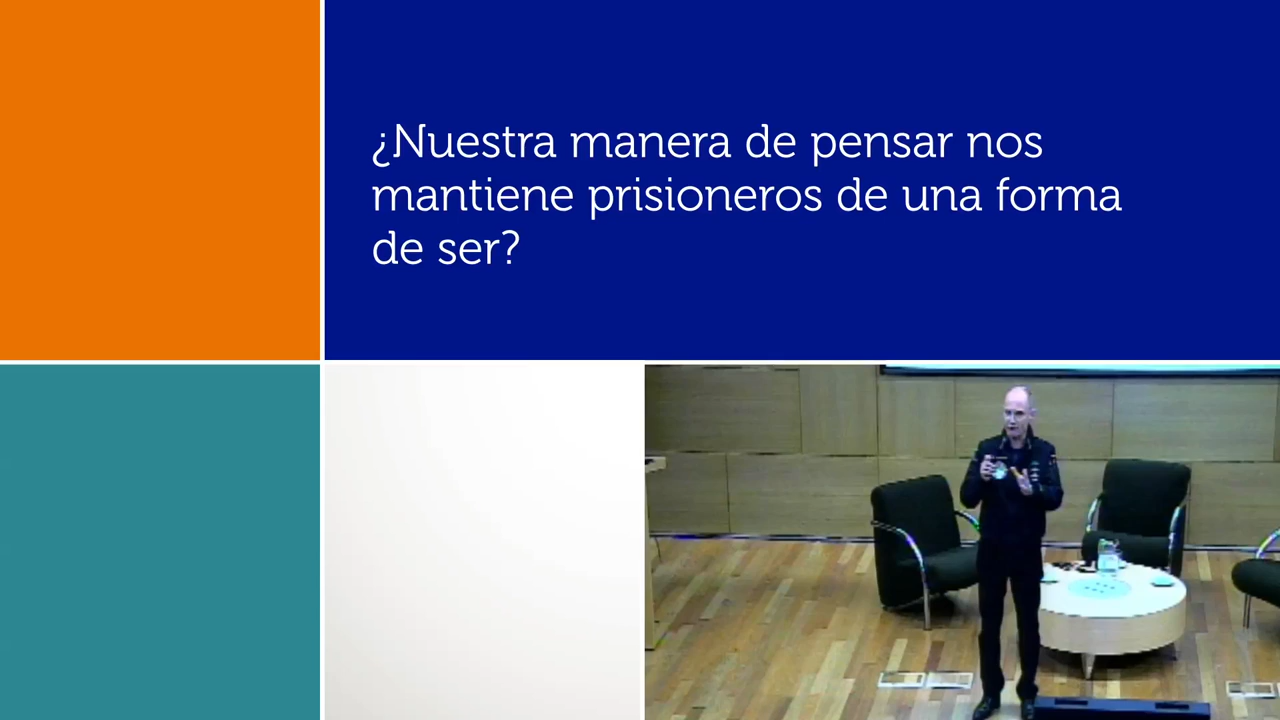 ¿Nuestra manera de pensar nos
mantiene prisioneros de una forma
de ser?